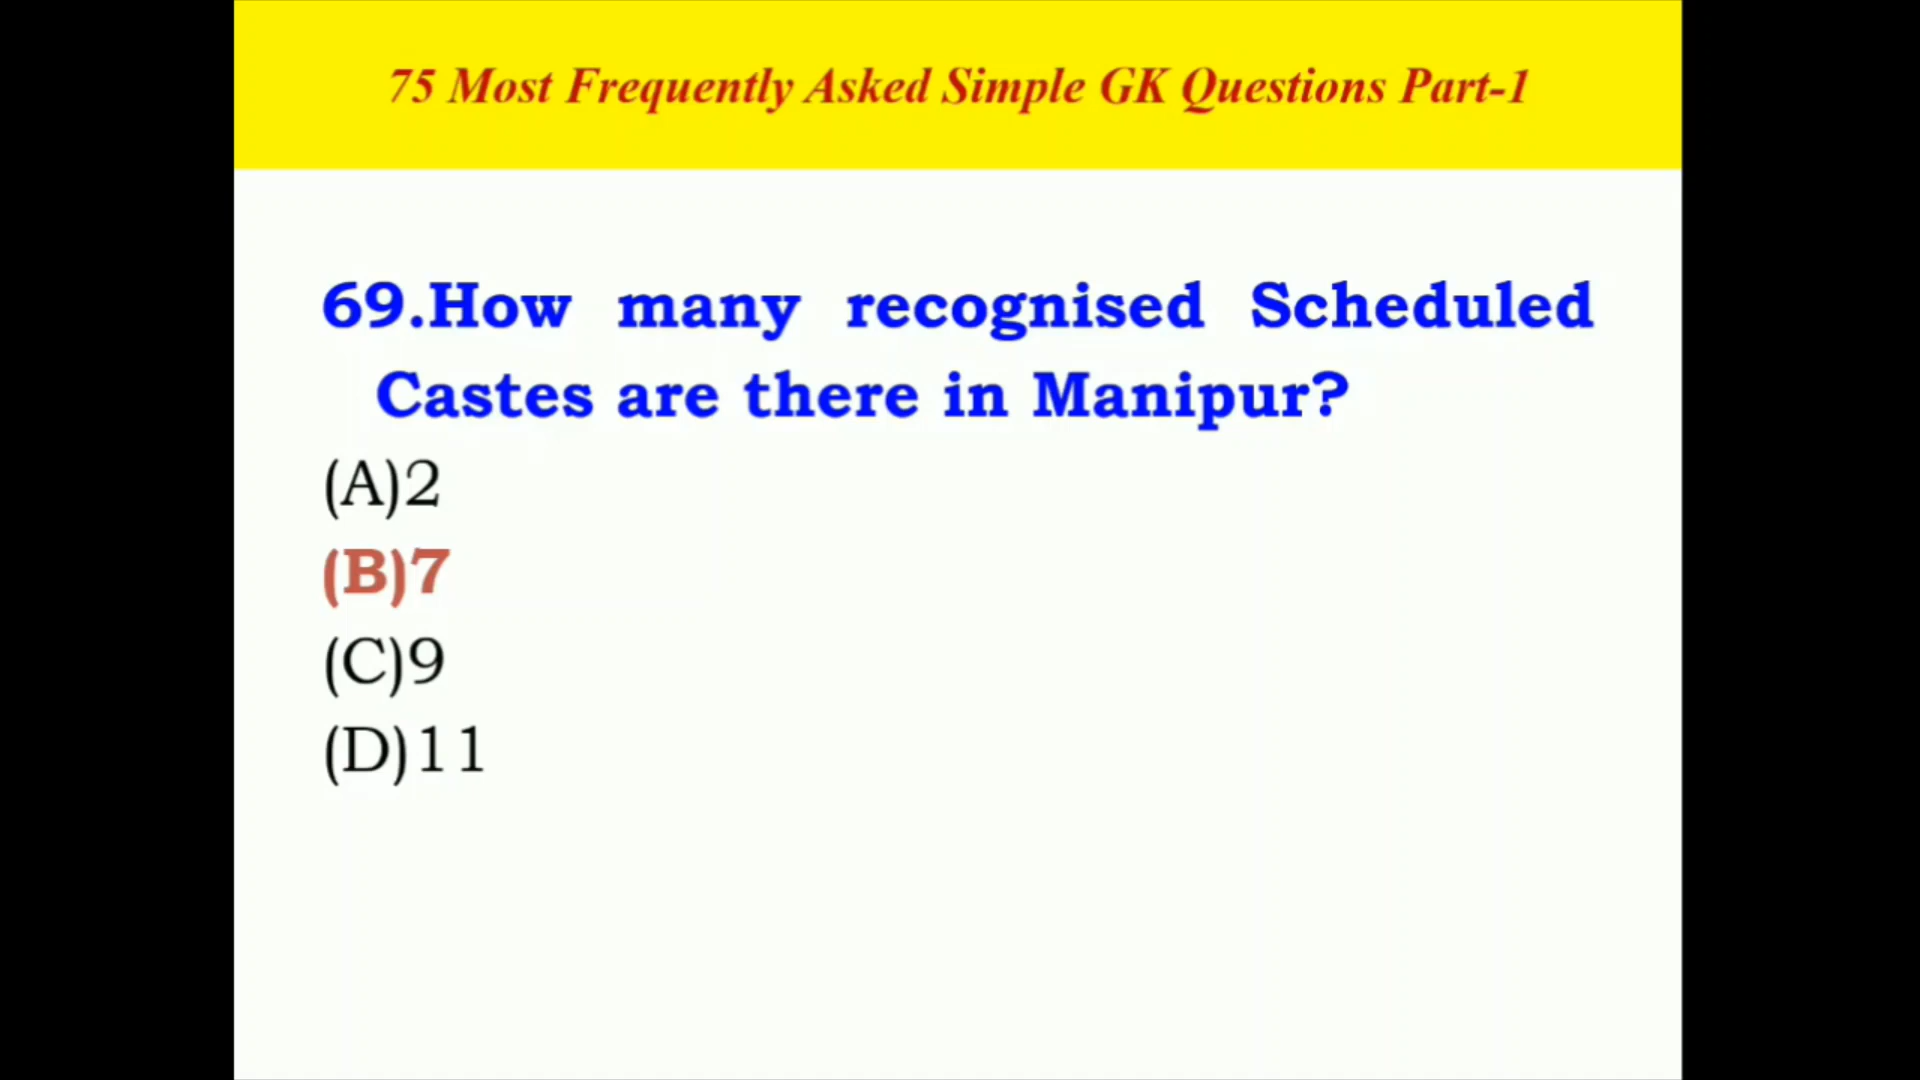 75 Most Frequently Asked Simple GK Questions Part-1
69.How many recognised Scheduled
Castes are there in Manipur?
(A)2
(B)7
(C)9
(D)11